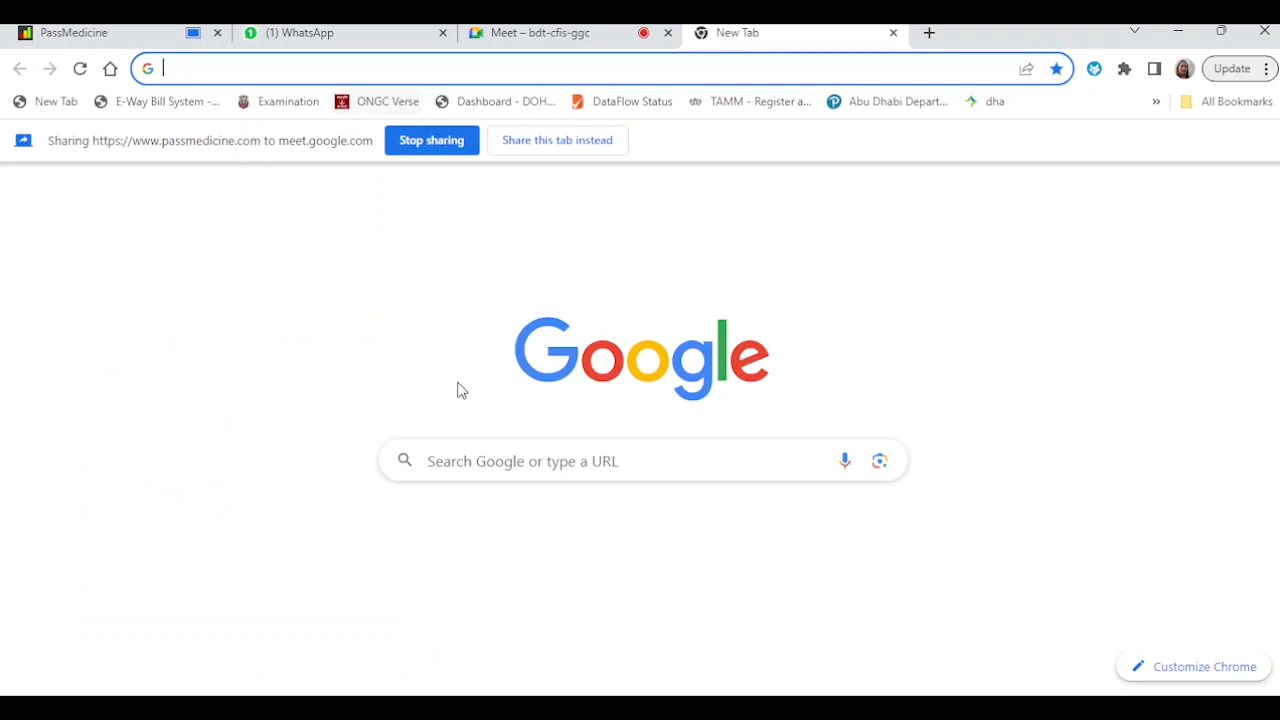 PassMedicine
(1) WhatsApp
Meet – bdt-cfis-ggc
New Tab
Update
New Tab
E-Way Bill System -...
Examination
ONGC Verse
Dashboard - DOH...
DataFlow Status
TAMM - Register a...
Abu Dhabi Depart...
dha
»
All Bookmarks
Sharing https://www.passmedicine.com to meet.google.com
Stop sharing
Share this tab instead
Google
Search Google or type a URL
Customize Chrome